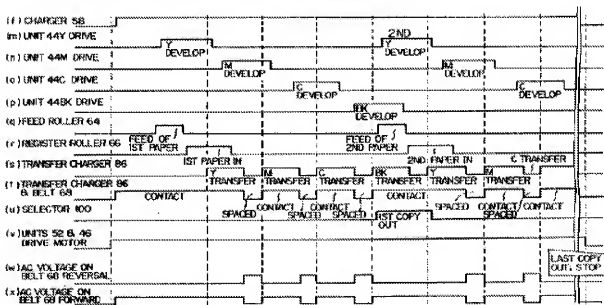 (f) CHARGER 58
(m) UNIT 44Y DRIVE
Y DEVELOP
2ND
Y DEVELOP
(n) UNIT 44M DRIVE
M DEVELOP
M DEVELOP
(o) UNIT 44C DRIVE
C DEVELOP
C DEVELOP
(p) UNIT 44BK DRIVE
BK DEVELOP
(q) FEED ROLLER 64
FEED OF 1ST PAPER
FEED OF 2ND PAPER
(r) REGISTER ROLLER 66
1ST PAPER IN
2ND PAPER IN
(s) TRANSFER CHARGER 86
Y TRANSFER
M TRANSFER
C TRANSFER
BK TRANSFER
Y TRANSFER
M TRANSFER
C TRANSFER
(t) TRANSFER CHARGER 86 & BELT 68
CONTACT
SPACED
CONTACT
SPACED
CONTACT
SPACED
CONTACT
SPACED
CONTACT
SPACED
CONTACT
(u) SELECTOR 100
1ST COPY OUT
(v) UNITS 52 & 46 DRIVE MOTOR
LAST COPY OUT, STOP
(w) AC VOLTAGE ON BELT 68 REVERSAL
(x) AC VOLTAGE ON BELT 68 FORWARD